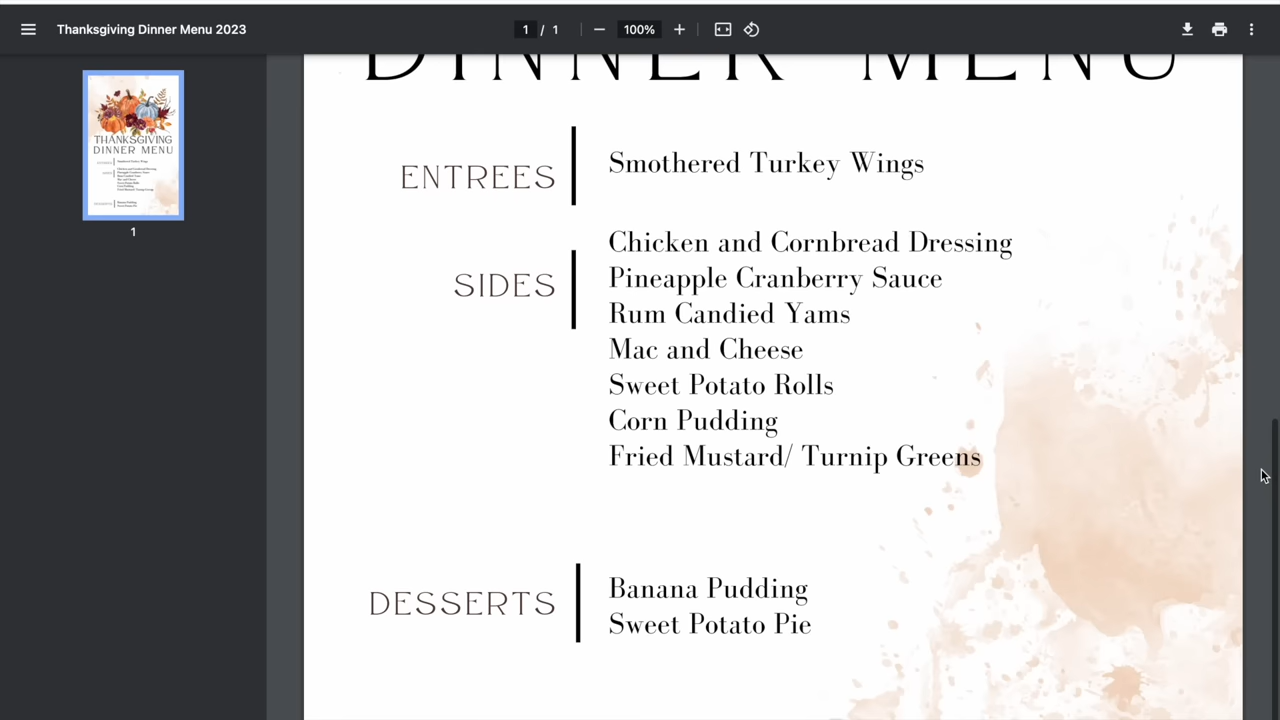 Thanksgiving Dinner Menu 2023
1 / 1
100%
THANKSGIVING
DINNER MENU
1
DINNER MENU
ENTREES
Smothered Turkey Wings
SIDES
Chicken and Cornbread Dressing
Pineapple Cranberry Sauce
Rum Candied Yams
Mac and Cheese
Sweet Potato Rolls
Corn Pudding
Fried Mustard/ Turnip Greens
DESSERTS
Banana Pudding
Sweet Potato Pie